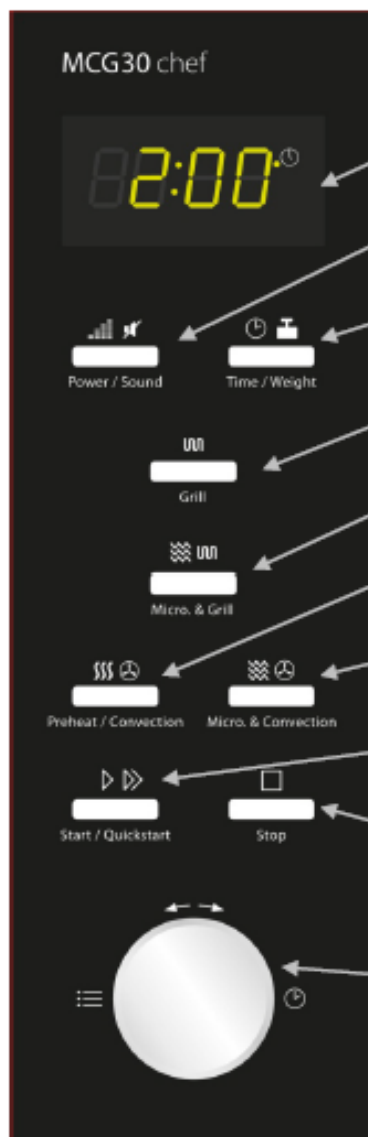 MCG30 chef
2:00
Power / Sound
Time / Weight
Grill
Micro. & Grill
Preheat / Convection
Micro. & Convection
Start / Quickstart
Stop